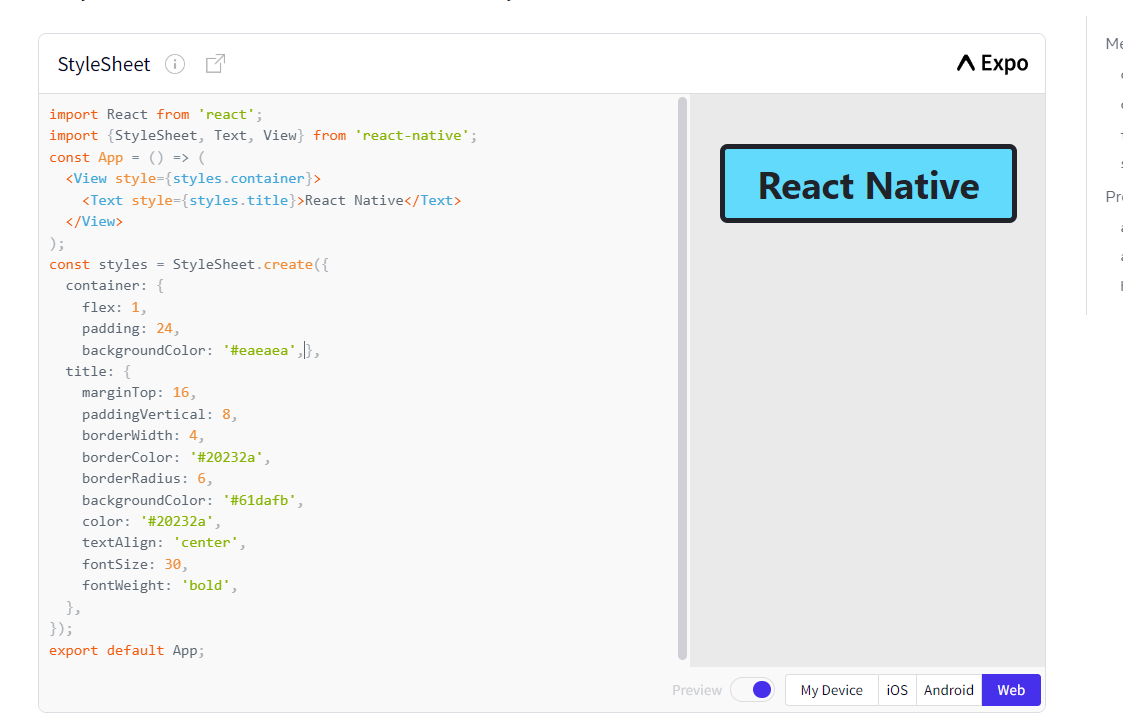 StyleSheet
Expo
import React from 'react';
import {StyleSheet, Text, View} from 'react-native';
const App = () => (
  <View style={styles.container}>
    <Text style={styles.title}>React Native</Text>
  </View>
);
const styles = StyleSheet.create({
  container: {
    flex: 1,
    padding: 24,
    backgroundColor: '#eaeaea',},
  title: {
    marginTop: 16,
    paddingVertical: 8,
    borderWidth: 4,
    borderColor: '#20232a',
    borderRadius: 6,
    backgroundColor: '#61dafb',
    color: '#20232a',
    textAlign: 'center',
    fontSize: 30,
    fontWeight: 'bold',
  },
});
export default App;
React Native
Preview
My Device
iOS
Android
Web